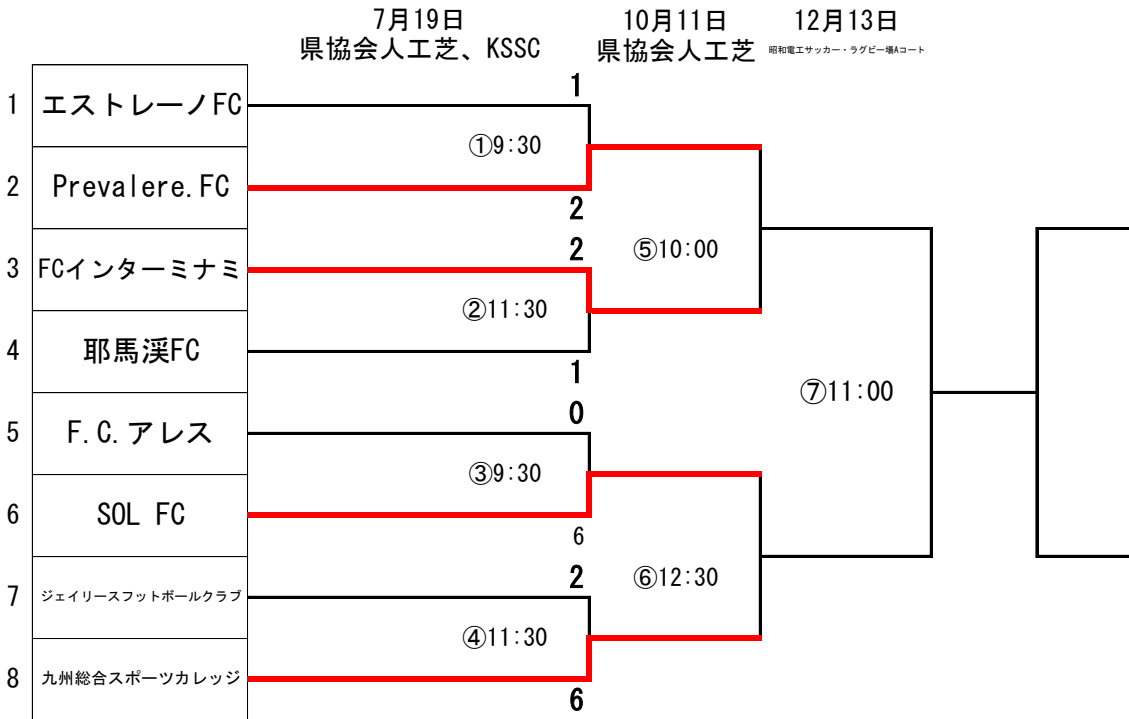 7月19日
県協会人工芝、KSSC
10月11日
県協会人工芝
12月13日
昭和電工サッカー・ラグビー場Aコート
1 エストレーノFC 1
①9:30
2 Prevalere.FC 2
3 FCインターミナミ 2
⑤10:00
②11:30
4 耶馬渓FC 1
⑦11:00
5 F.C.アレス 0
③9:30
6 SOL FC 6
7 ジェイリースフットボールクラブ 2
⑥12:30
④11:30
8 九州総合スポーツカレッジ 6